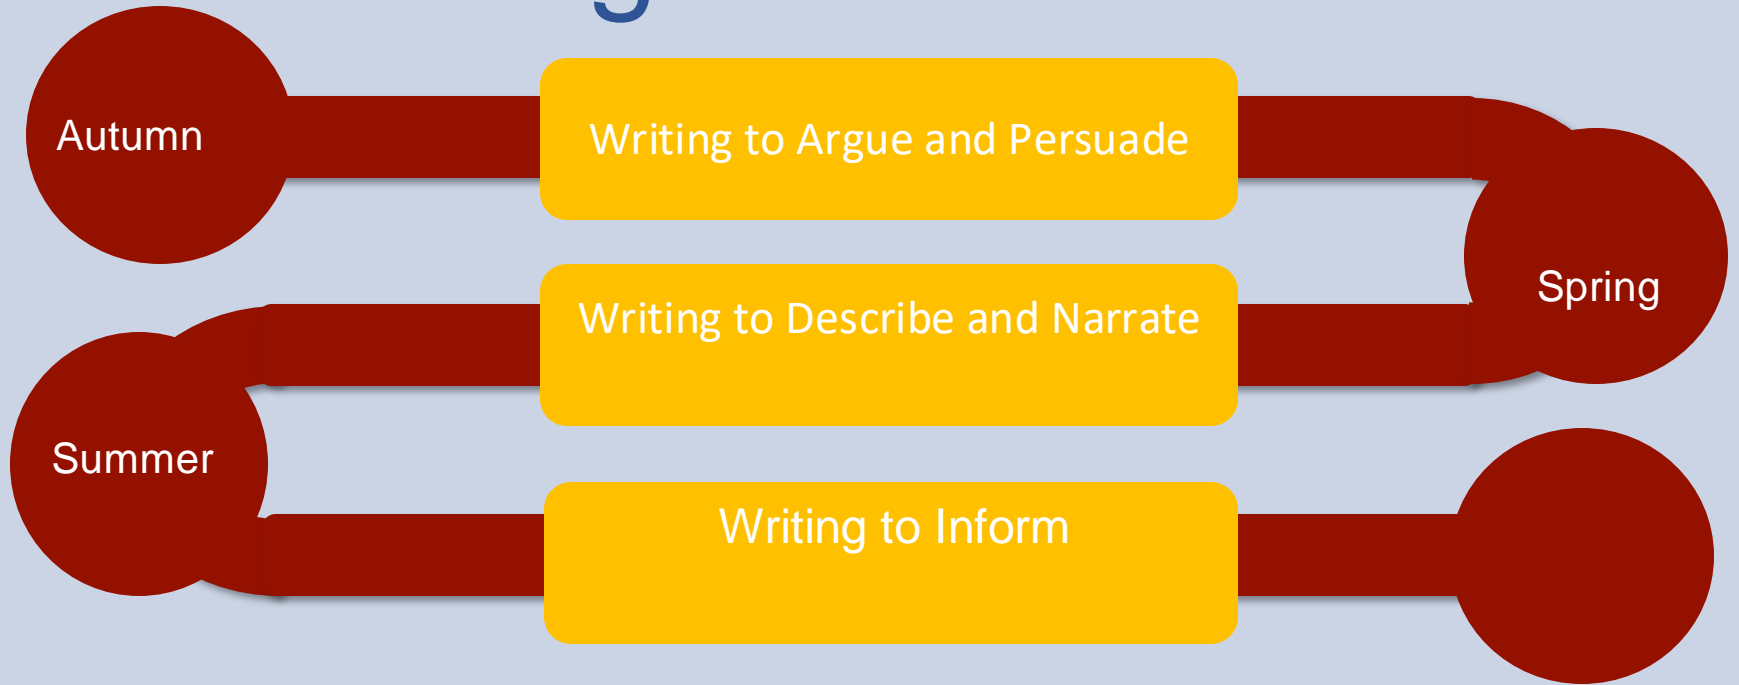 Autumn
Writing to Argue and Persuade
Spring
Writing to Describe and Narrate
Summer
Writing to Inform